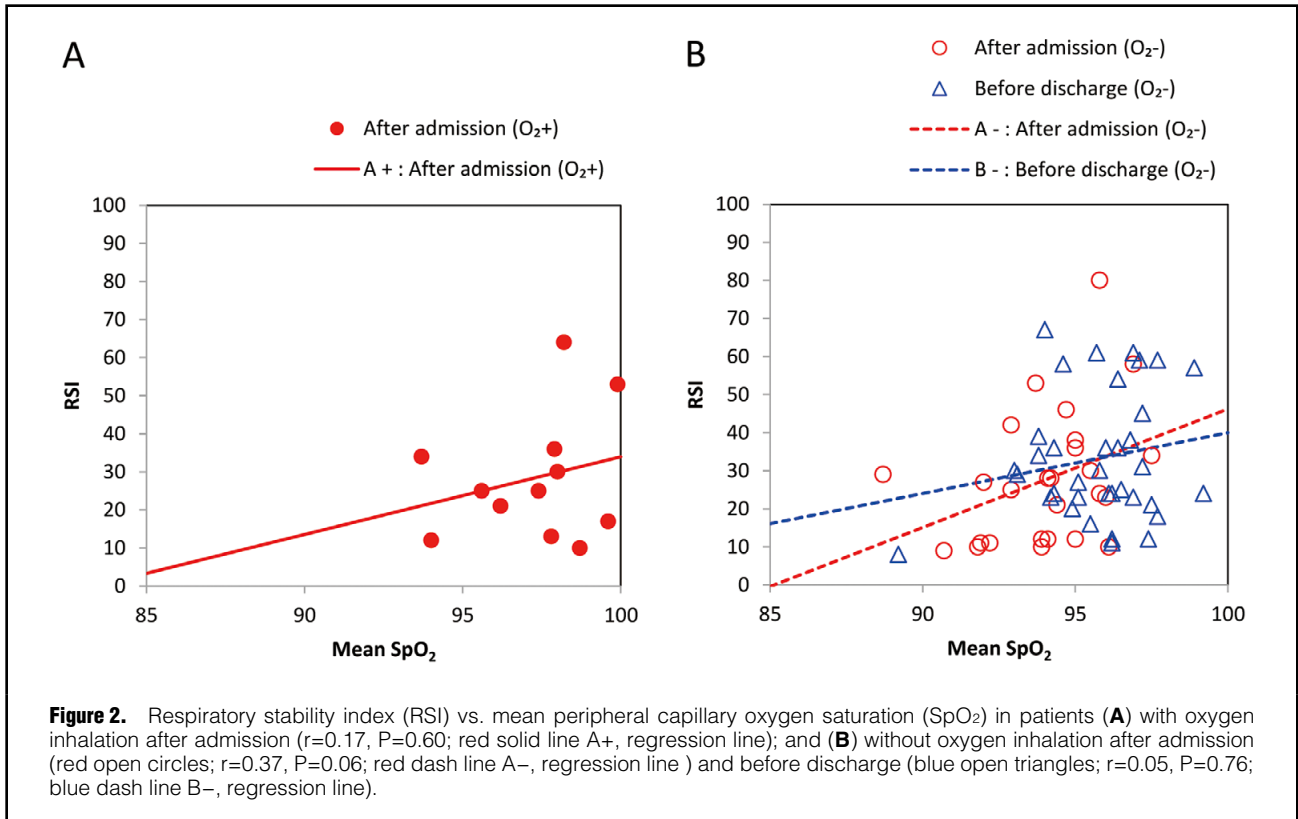 A
After admission (O₂+)
A + : After admission (O₂+)
100
90
80
70
60
50
40
30
20
10
0
RSI
85
90
95
100
Mean SpO₂
B
After admission (O₂-)
Before discharge (O₂-)
A - : After admission (O₂-)
B - : Before discharge (O₂-)
100
90
80
70
60
50
40
30
20
10
0
RSI
85
90
95
100
Mean SpO₂
Figure 2. Respiratory stability index (RSI) vs. mean peripheral capillary oxygen saturation (SpO₂) in patients (A) with oxygen
inhalation after admission (r=0.17, P=0.60; red solid line A+, regression line); and (B) without oxygen inhalation after admission
(red open circles; r=0.37, P=0.06; red dash line A−, regression line ) and before discharge (blue open triangles; r=0.05, P=0.76;
blue dash line B−, regression line).